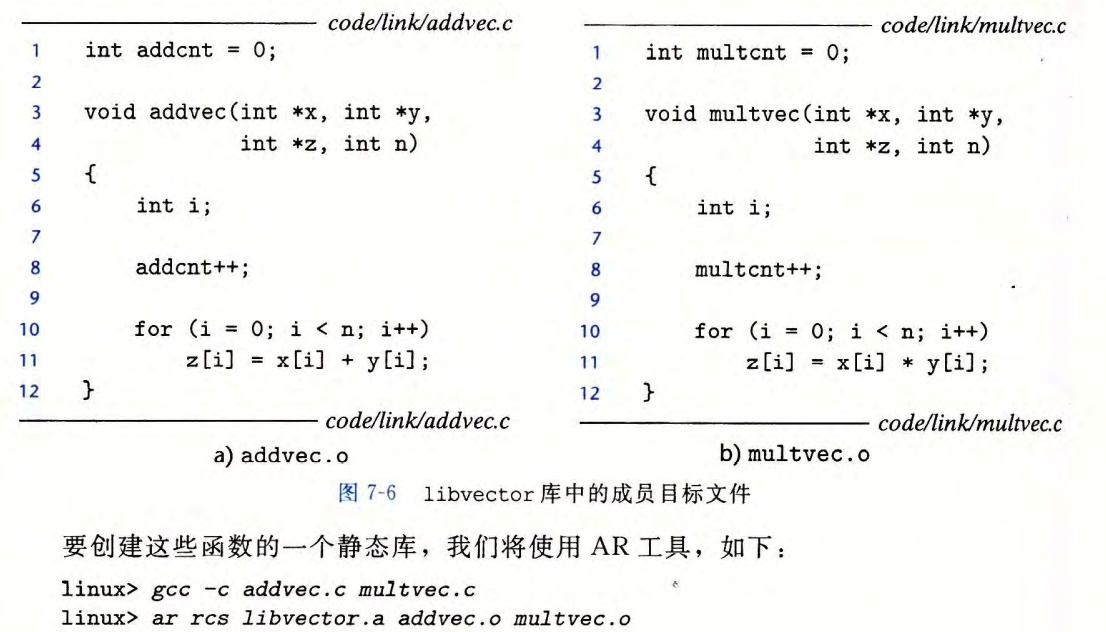 code/link/addvec.c
1 int addcnt = 0;
2
3 void addvec(int *x, int *y,
4 int *z, int n)
5 {
6 int i;
7
8 addcnt++;
9
10 for (i = 0; i < n; i++)
11 z[i] = x[i] + y[i];
12 }
code/link/addvec.c
a) addvec.o
code/link/multvec.c
1 int multcnt = 0;
2
3 void multvec(int *x, int *y,
4 int *z, int n)
5 {
6 int i;
7
8 multcnt++;
9
10 for (i = 0; i < n; i++)
11 z[i] = x[i] * y[i];
12 }
code/link/multvec.c
b) multvec.o
图 7-6 libvector 库中的成员目标文件
要创建这些函数的一个静态库，我们将使用 AR 工具，如下：
linux> gcc -c addvec.c multvec.c
linux> ar rcs libvector.a addvec.o multvec.o